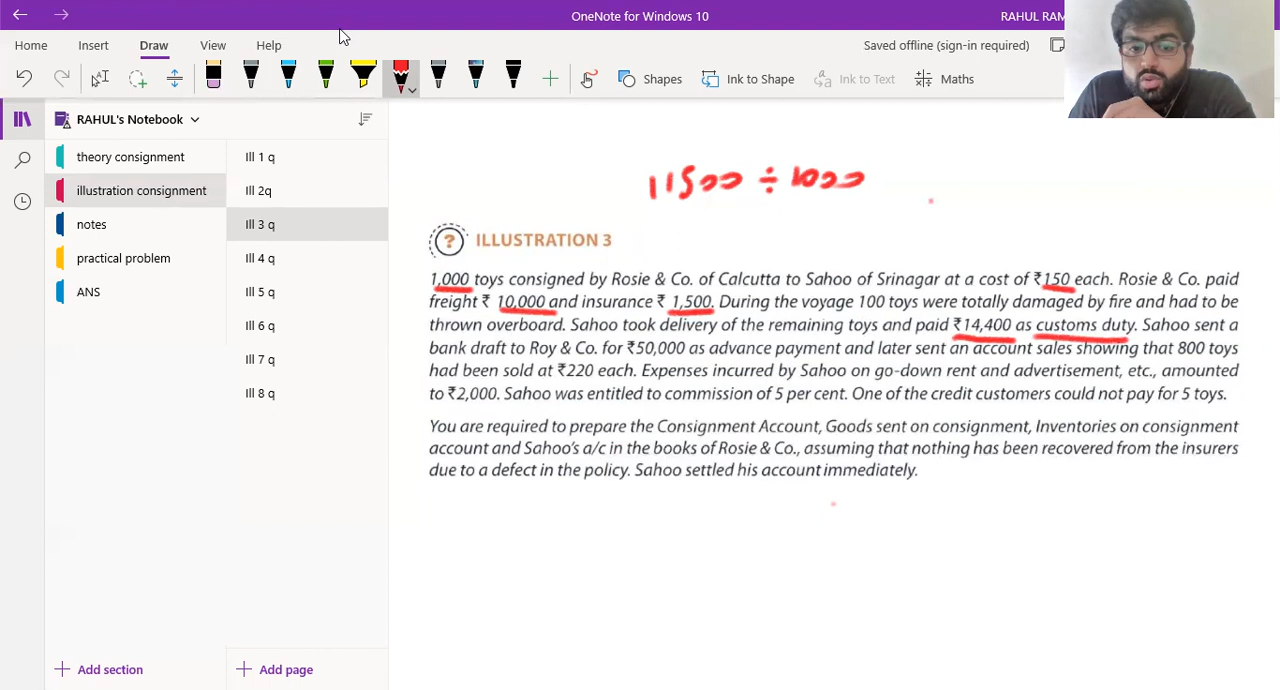 OneNote for Windows 10
RAHUL RAM
Home
Insert
Draw
View
Help
Saved offline (sign-in required)
Shapes
Ink to Shape
Ink to Text
Maths
RAHUL's Notebook
theory consignment
illustration consignment
notes
practical problem
ANS
Ill 1 q
Ill 2q
Ill 3 q
Ill 4 q
Ill 5 q
Ill 6 q
Ill 7 q
Ill 8 q
Add section
Add page
11500 ÷ 1000
? ILLUSTRATION 3
1,000 toys consigned by Rosie & Co. of Calcutta to Sahoo of Srinagar at a cost of ₹150 each. Rosie & Co. paid
freight ₹ 10,000 and insurance ₹ 1,500. During the voyage 100 toys were totally damaged by fire and had to be
thrown overboard. Sahoo took delivery of the remaining toys and paid ₹14,400 as customs duty. Sahoo sent a
bank draft to Roy & Co. for ₹50,000 as advance payment and later sent an account sales showing that 800 toys
had been sold at ₹220 each. Expenses incurred by Sahoo on go-down rent and advertisement, etc., amounted
to ₹2,000. Sahoo was entitled to commission of 5 per cent. One of the credit customers could not pay for 5 toys.
You are required to prepare the Consignment Account, Goods sent on consignment, Inventories on consignment
account and Sahoo's a/c in the books of Rosie & Co., assuming that nothing has been recovered from the insurers
due to a defect in the policy. Sahoo settled his account immediately.